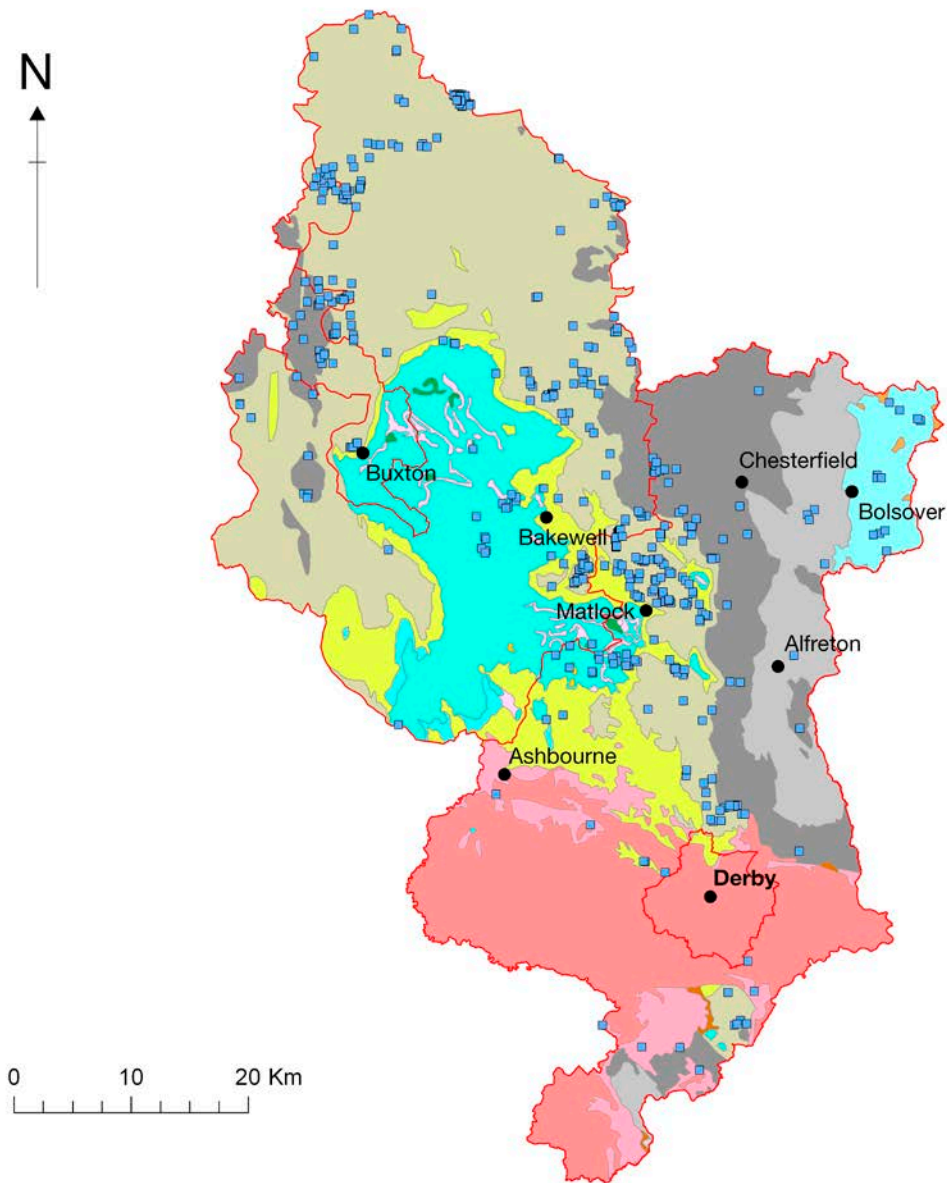 N
Chesterfield
Buxton
Bolsover
Bakewell
Matlock
Alfreton
Ashbourne
Derby
0 10 20 Km